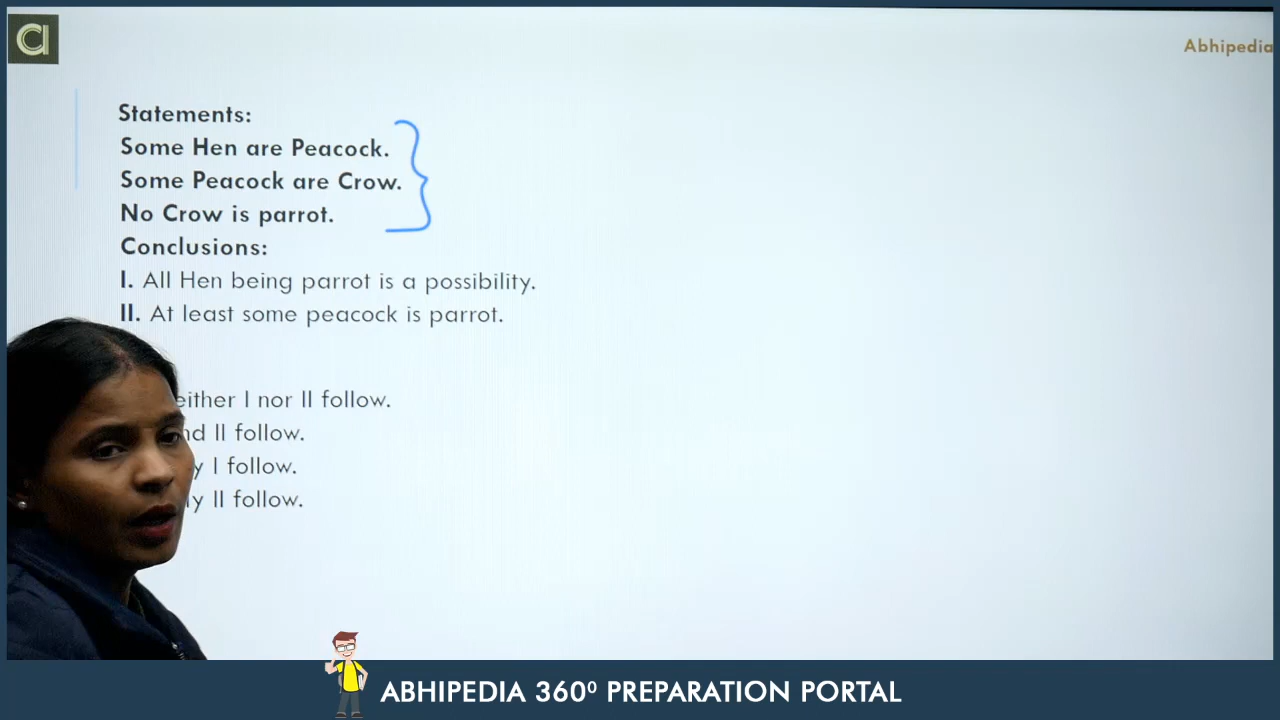 Abhipedia
Statements:
Some Hen are Peacock.
Some Peacock are Crow.
No Crow is parrot.
Conclusions:
I. All Hen being parrot is a possibility.
II. At least some peacock is parrot.
I nor II follow.
II follow.
I follow.
II follow.
ABHIPEDIA 360⁰ PREPARATION PORTAL